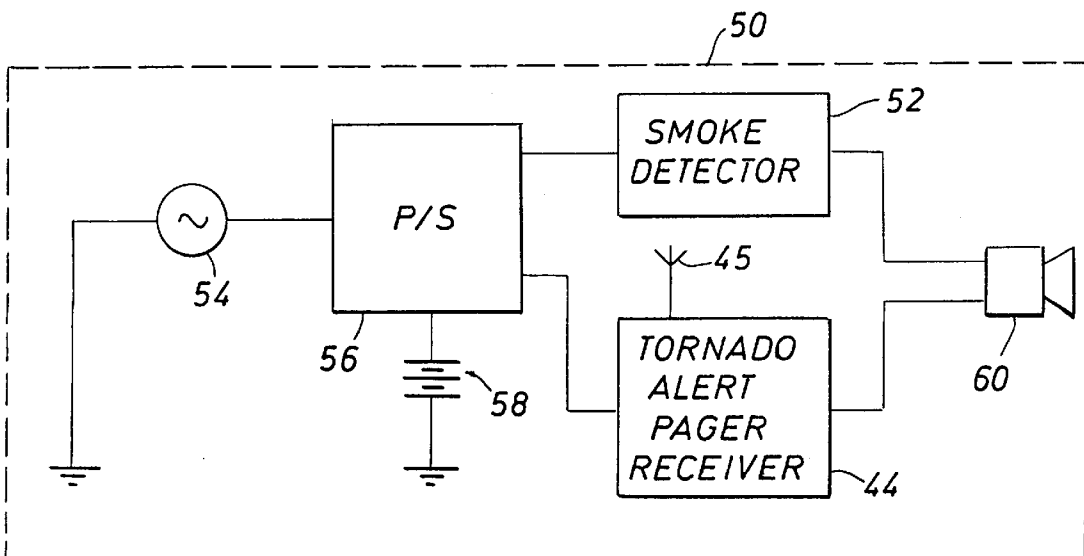 50
52
SMOKE
DETECTOR
P/S
45
54
56
58
TORNADO
ALERT
PAGER
RECEIVER
60
44